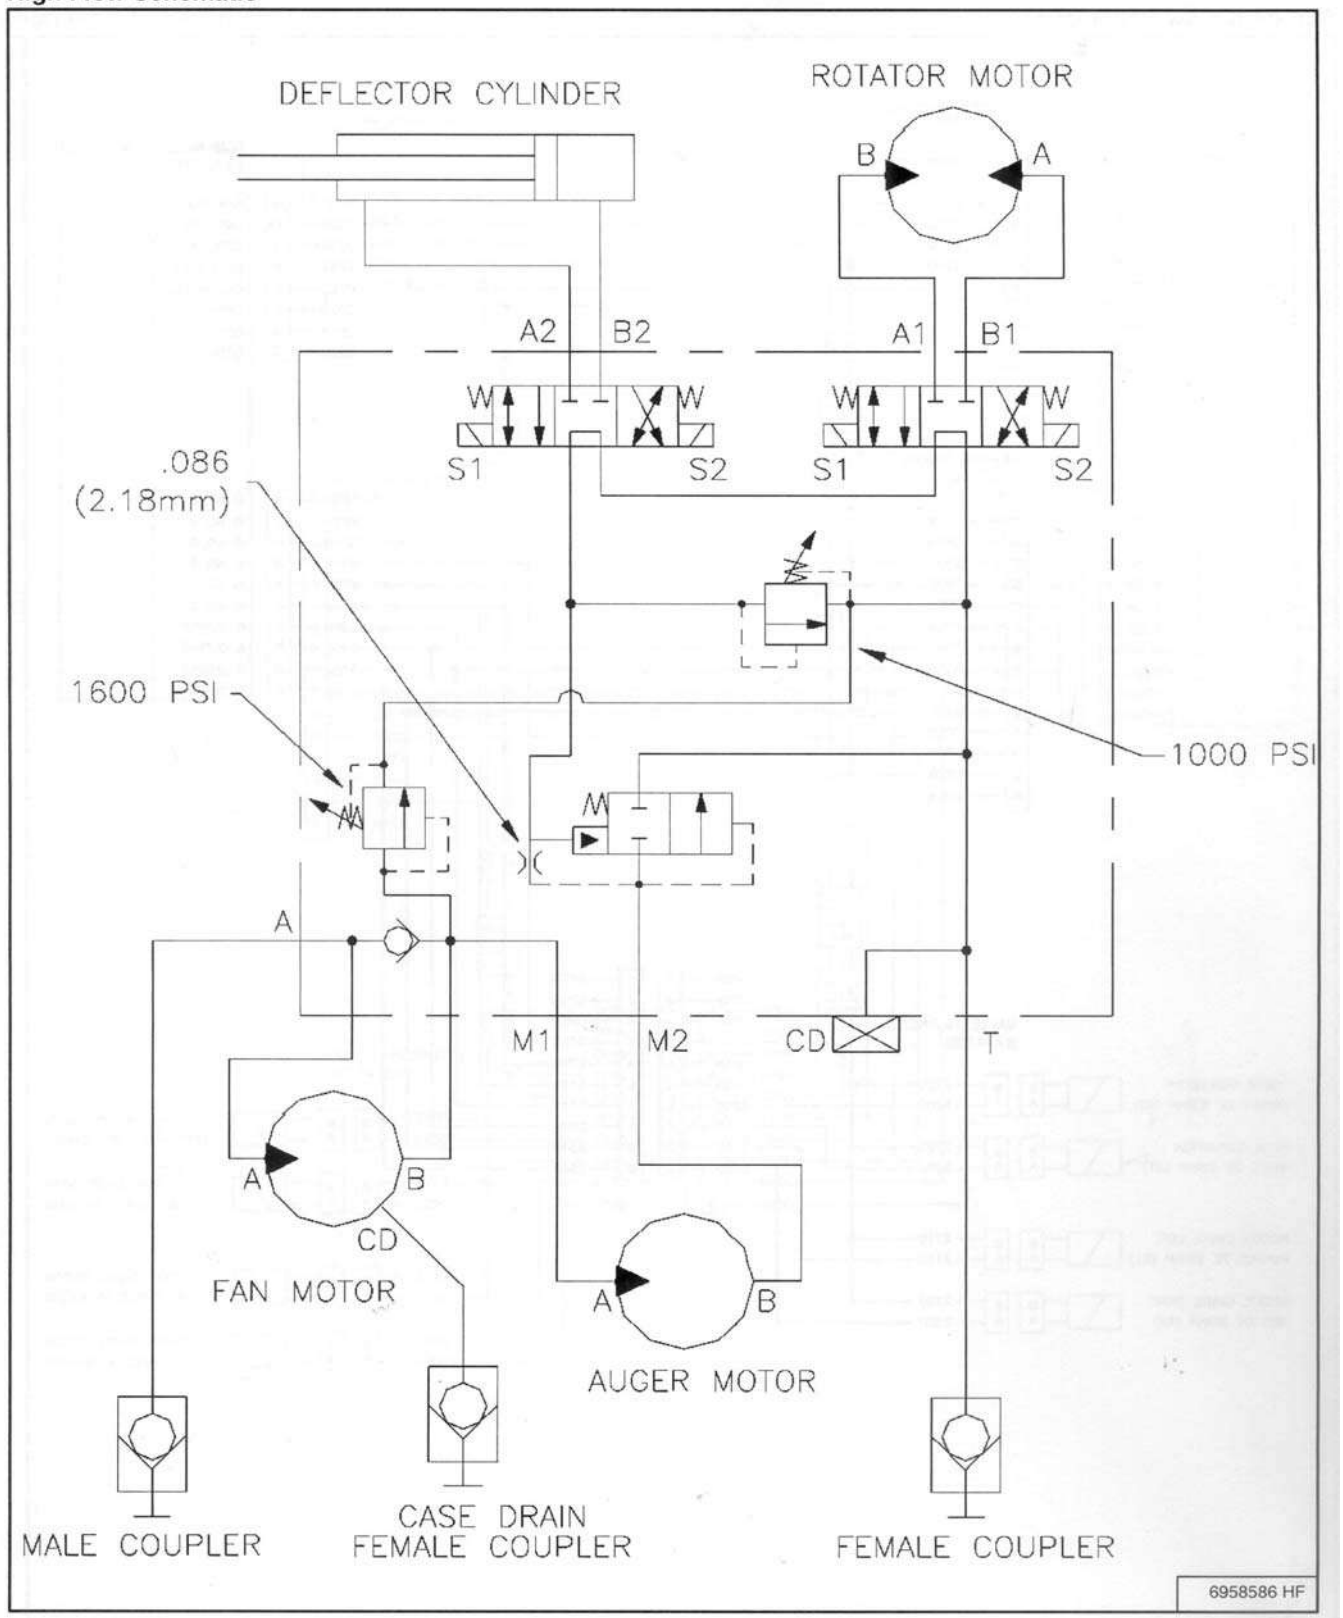 DEFLECTOR CYLINDER
ROTATOR MOTOR
B
A
A2
B2
A1
B1
S1
S2
S1
S2
.086
(2.18mm)
1600 PSI
1000 PSI
A
M1
M2
CD
T
A
B
CD
FAN MOTOR
A
B
AUGER MOTOR
MALE COUPLER
CASE DRAIN
FEMALE COUPLER
FEMALE COUPLER
6958586 HF